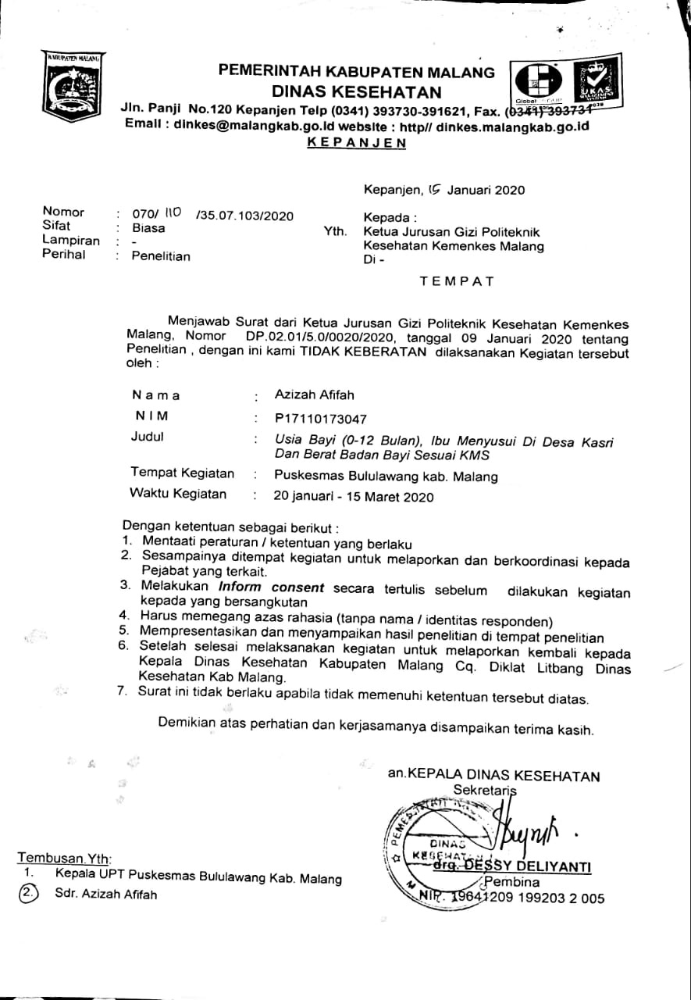 KABUPATEN MALANG
PEMERINTAH KABUPATEN MALANG
DINAS KESEHATAN
Jln. Panji No.120 Kepanjen Telp (0341) 393730-391621, Fax. (0341) 393731
Email : dinkes@malangkab.go.id website : http// dinkes.malangkab.go.id
KEPANJEN
Global
UKAS
MANAGEMENT
SYSTEMS
Kepanjen, 15 Januari 2020
Nomor : 070/ 110 /35.07.103/2020
Sifat : Biasa
Lampiran : -
Perihal : Penelitian
Kepada :
Yth. Ketua Jurusan Gizi Politeknik
Kesehatan Kemenkes Malang
Di -
TEMPAT
Menjawab Surat dari Ketua Jurusan Gizi Politeknik Kesehatan Kemenkes
Malang, Nomor DP.02.01/5.0/0020/2020, tanggal 09 Januari 2020 tentang
Penelitian , dengan ini kami TIDAK KEBERATAN dilaksanakan Kegiatan tersebut
oleh :
N a m a : Azizah Afifah
N I M : P17110173047
Judul : Usia Bayi (0-12 Bulan), Ibu Menyusui Di Desa Kasri
Dan Berat Badan Bayi Sesuai KMS
Tempat Kegiatan : Puskesmas Bululawang kab. Malang
Waktu Kegiatan : 20 januari - 15 Maret 2020
Dengan ketentuan sebagai berikut :
1. Mentaati peraturan / ketentuan yang berlaku
2. Sesampainya ditempat kegiatan untuk melaporkan dan berkoordinasi kepada
Pejabat yang terkait.
3. Melakukan Inform consent secara tertulis sebelum dilakukan kegiatan
kepada yang bersangkutan
4. Harus memegang azas rahasia (tanpa nama / identitas responden)
5. Mempresentasikan dan menyampaikan hasil penelitian di tempat penelitian
6. Setelah selesai melaksanakan kegiatan untuk melaporkan kembali kepada
Kepala Dinas Kesehatan Kabupaten Malang Cq. Diklat Litbang Dinas
Kesehatan Kab Malang.
7. Surat ini tidak berlaku apabila tidak memenuhi ketentuan tersebut diatas.
Demikian atas perhatian dan kerjasamanya disampaikan terima kasih.
an.KEPALA DINAS KESEHATAN
Sekretaris
DINAS
KESEHATAN
drg. DESSY DELIYANTI
Pembina
NIP. 19641209 199203 2 005
Tembusan.Yth:
1. Kepala UPT Puskesmas Bululawang Kab. Malang
2. Sdr. Azizah Afifah